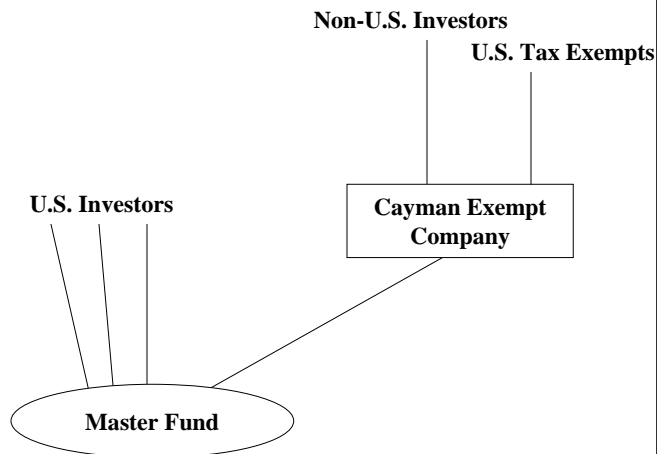 Non-U.S. Investors
U.S. Tax Exempts
U.S. Investors
Cayman Exempt
Company
Master Fund